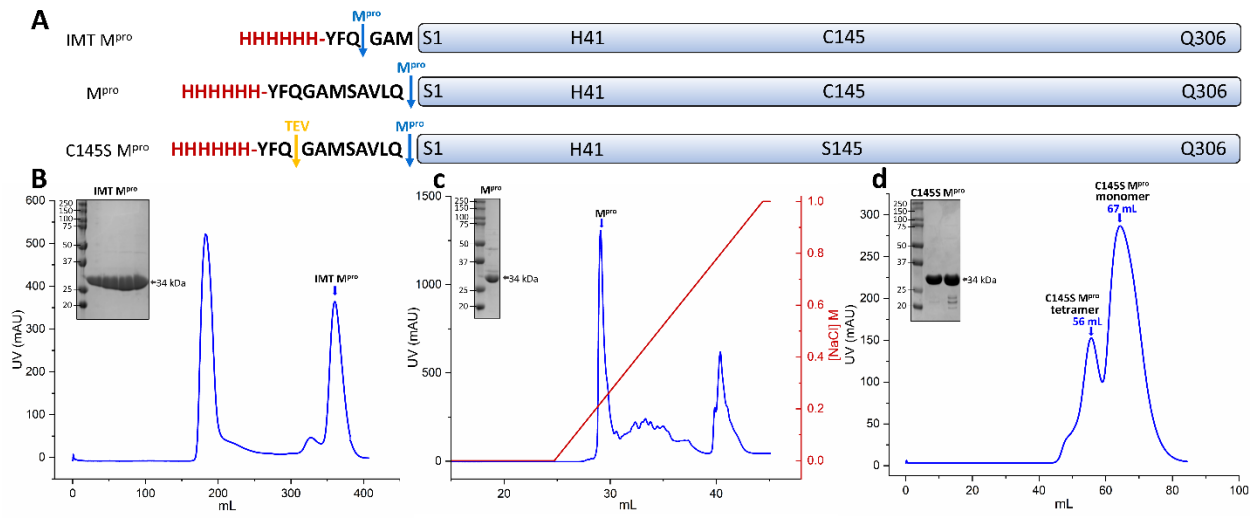 A
Mpro
IMT Mpro HHHHHH-YFQ GAM S1 H41 C145 Q306
Mpro
Mpro HHHHHH-YFQGAMSAVLQ S1 H41 C145 Q306
TEV Mpro
C145S Mpro HHHHHH-YFQ GAMSAVLQ S1 H41 S145 Q306
B
IMT Mpro
250
150
100
75
50
37
25
20
34 kDa
IMT Mpro
600
500
400
300
200
100
0
UV (mAU)
0 100 200 300 400
mL
c
Mpro
250
150
100
75
50
37
25
20
34 kDa
Mpro
1500
1000
500
0
UV (mAU)
20 30 40
mL
1.0
0.8
0.6
0.4
0.2
0.0
[NaCl] M
d
C145S Mpro
250
150
100
75
50
37
25
20
34 kDa
C145S Mpro
monomer
67 mL
C145S Mpro
tetramer
56 mL
300
250
200
150
100
50
0
UV (mAU)
0 20 40 60 80 100
mL